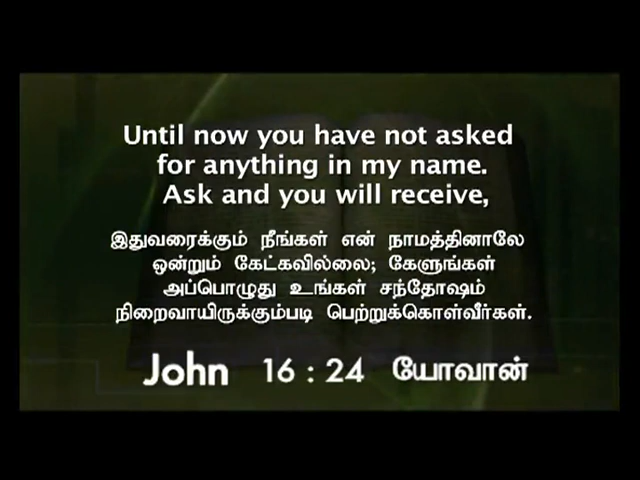 Until now you have not asked
for anything in my name.
Ask and you will receive,
இதுவரைக்கும் நீங்கள் என் நாமத்தினாலே
ஒன்றும் கேட்கவில்லை; கேளுங்கள்
அப்பொழுது உங்கள் சந்தோஷம்
நிறைவாயிருக்கும்படி பெற்றுக்கொள்வீர்கள்.
John 16 : 24 யோவான்